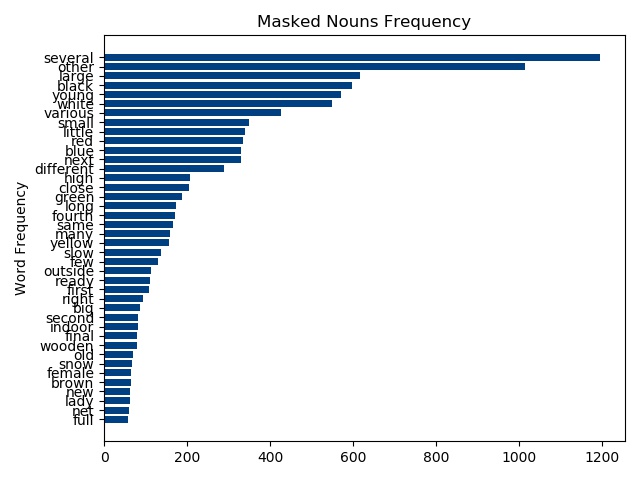 Masked Nouns Frequency
several
other
large
black
young
white
various
small
little
red
blue
next
different
high
close
green
long
fourth
same
many
yellow
slow
few
outside
ready
first
right
big
second
indoor
final
wooden
old
snow
female
brown
new
lady
net
full
Word Frequency
0 200 400 600 800 1000 1200